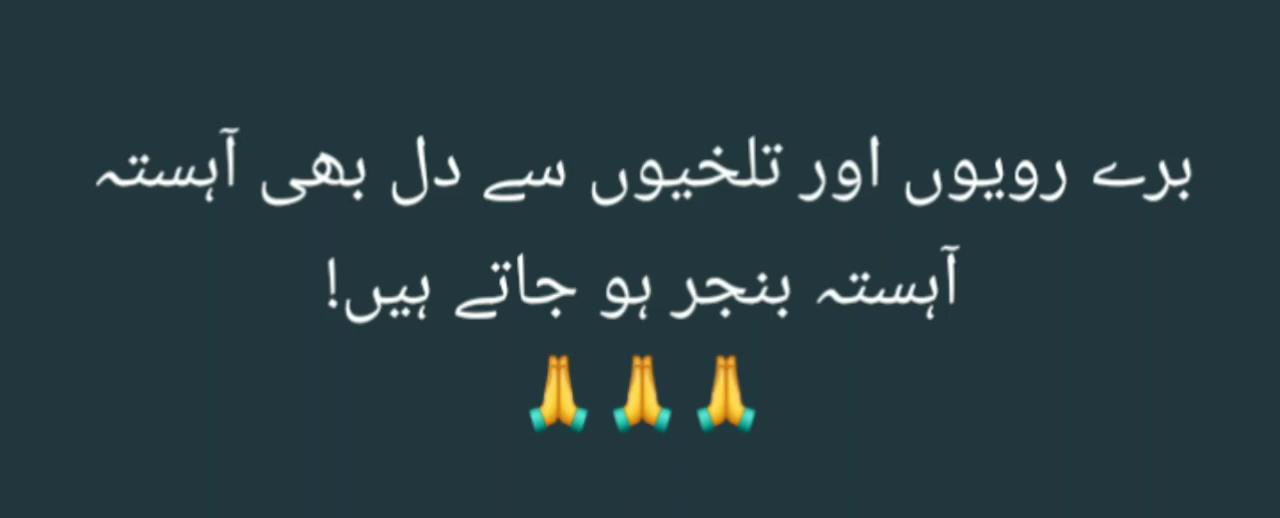 برے رویوں اور تلخیوں سے دل بھی آہستہ
آہستہ بنجر ہو جاتے ہیں!
🙏🙏🙏